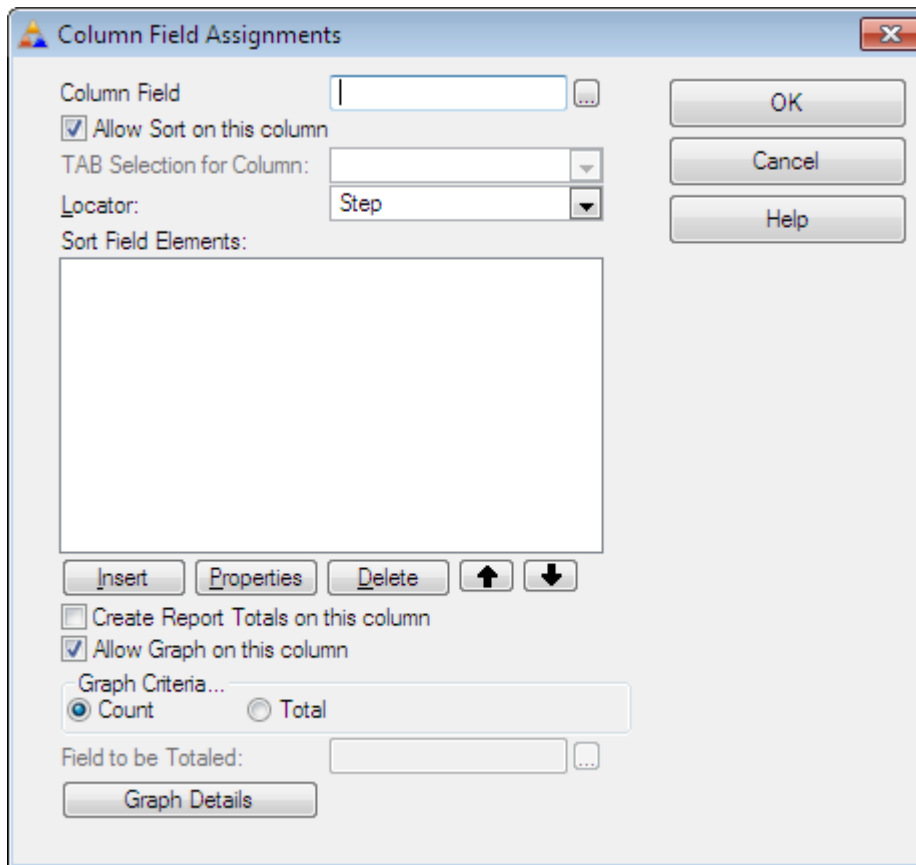 Column Field Assignments
Column Field
...
OK
Allow Sort on this column
TAB Selection for Column:
Cancel
Locator:
Step
Help
Sort Field Elements:
Insert
Properties
Delete
Create Report Totals on this column
Allow Graph on this column
Graph Criteria...
Count
Total
Field to be Totaled:
...
Graph Details